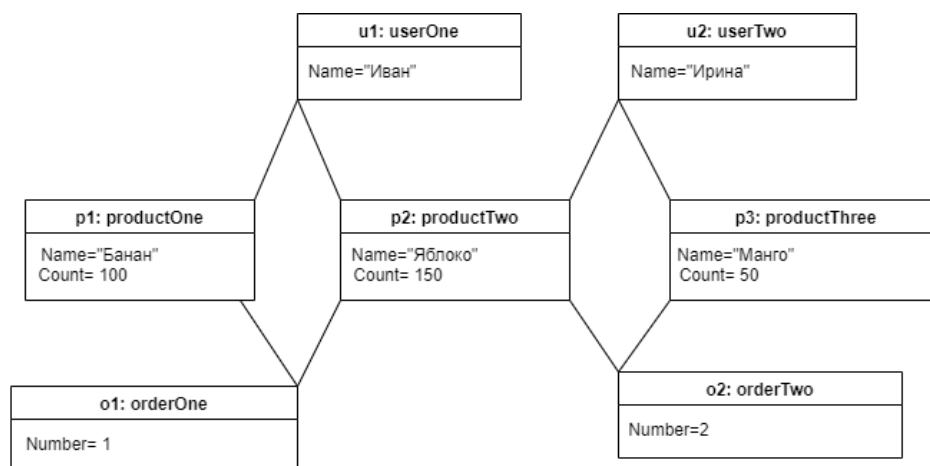 u1: userOne
Name="Иван"
u2: userTwo
Name="Ирина"
p1: productOne
Name="Банан"
Count= 100
p2: productTwo
Name="Яблоко"
Count= 150
p3: productThree
Name="Манго"
Count= 50
o1: orderOne
Number= 1
o2: orderTwo
Number=2